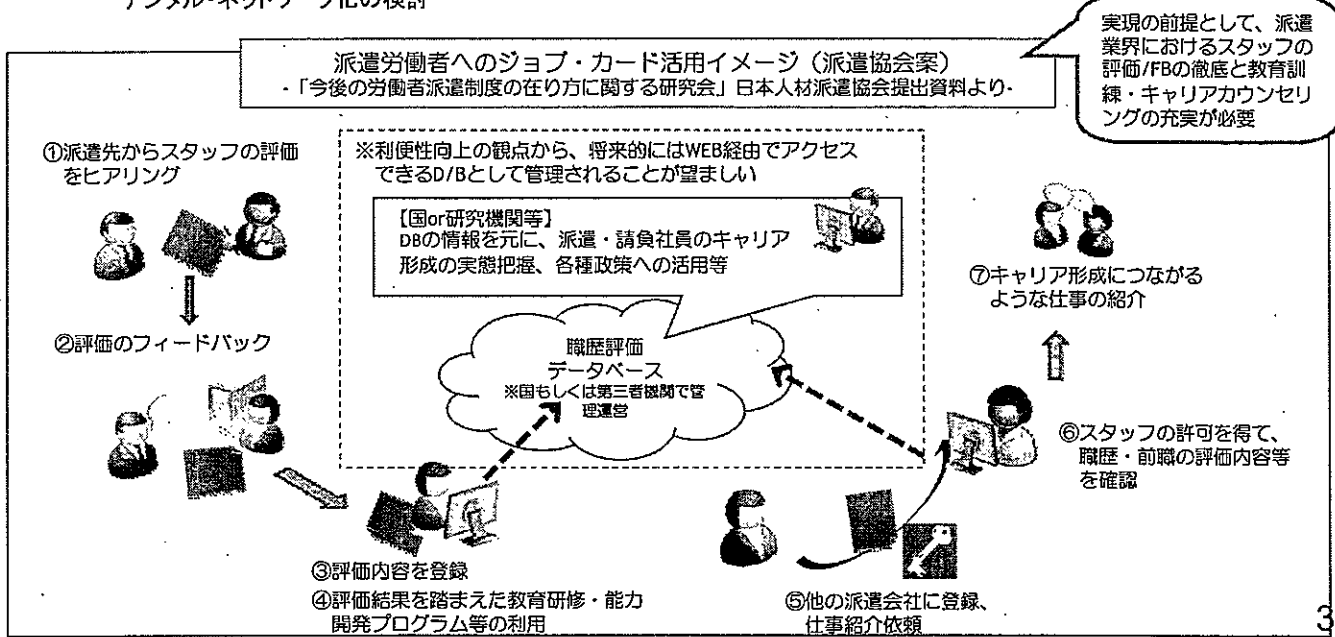 デジタル・ネットワーク化の検討
実現の前提として、派遣
業界におけるスタッフの
評価/FBの徹底と教育訓
練・キャリアカウンセリ
ングの充実が必要
派遣労働者へのジョブ・カード活用イメージ（派遣協会案）
-「今後の労働者派遣制度の在り方に関する研究会」日本人材派遣協会提出資料より-
①派遣先からスタッフの評価
をヒアリング
※利便性向上の観点から、将来的にはWEB経由でアクセス
できるD/Bとして管理されることが望ましい
【国or研究機関等】
DBの情報を元に、派遣・請負社員のキャリア
形成の実態把握、各種政策への活用等
②評価のフィードバック
職歴評価
データベース
※国もしくは第三者機関で管
理運営
③評価内容を登録
④評価結果を踏まえた教育研修・能力
開発プログラム等の利用
⑤他の派遣会社に登録、
仕事紹介依頼
⑥スタッフの許可を得て、
職歴・前職の評価内容等
を確認
⑦キャリア形成につながる
ような仕事の紹介
3